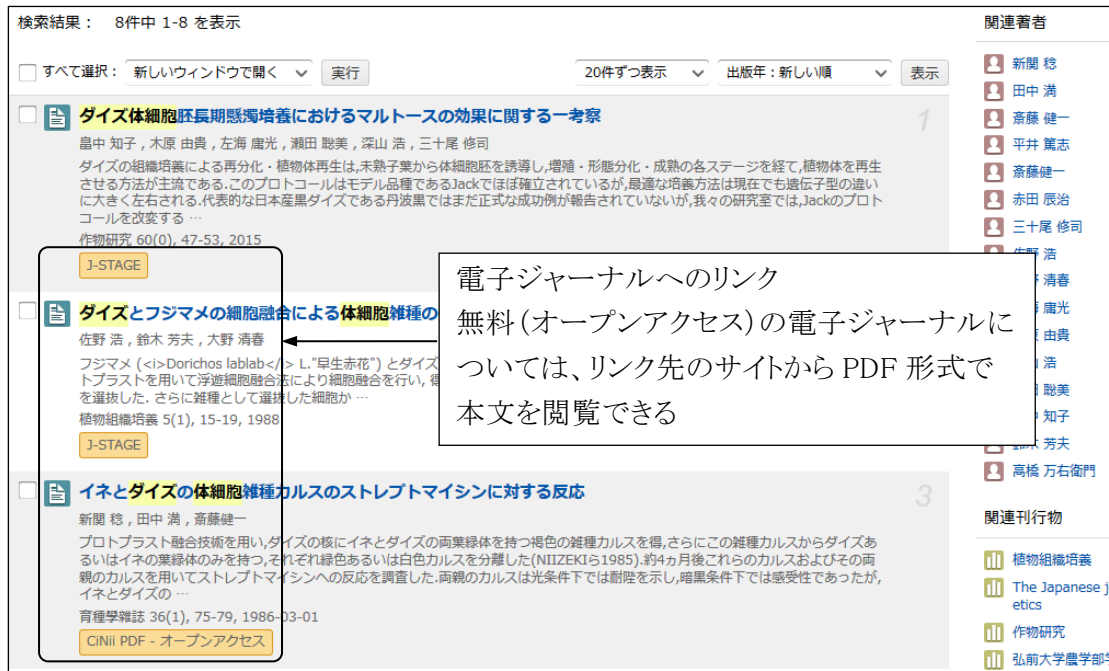 検索結果： 8件中 1-8 を表示
すべて選択： 新しいウィンドウで開く 実行 20件ずつ表示 出版年：新しい順 表示
ダイズ体細胞胚長期懸濁培養におけるマルトースの効果に関する一考察
1
畠中 知子 , 木原 由貴 , 左海 庸光 , 瀬田 聡美 , 深山 浩 , 三十尾 修司
ダイズの組織培養による再分化・植物体再生は,未熟子葉から体細胞胚を誘導し,増殖・形態分化・成熟の各ステージを経て,植物体を再生
させる方法が主流である.このプロトコールはモデル品種であるJackでほぼ確立されているが,最適な培養方法は現在でも遺伝子型の違い
に大きく左右される.代表的な日本産黒ダイズである丹波黒ではまだ正式な成功例が報告されていないが,我々の研究室では,Jackのプロト
コールを改変する …
作物研究 60(0), 47-53, 2015
J-STAGE
ダイズとフジマメの細胞融合による体細胞雑種の
佐野 浩 , 鈴木 芳夫 , 大野 清春
フジマメ (<i>Dorichos lablab</i> L."早生赤花") とダイズ
トプラストを用いて浮遊細胞融合法により細胞融合を行い,
を選抜した. さらに雑種として選抜した細胞か …
植物組織培養 5(1), 15-19, 1988
J-STAGE
電子ジャーナルへのリンク
無料(オープンアクセス)の電子ジャーナルに
ついては、リンク先のサイトから PDF 形式で
本文を閲覧できる
イネとダイズの体細胞雑種カルスのストレプトマイシンに対する反応
3
新関 稔 , 田中 満 , 斎藤健一
プロトプラスト融合技術を用い,ダイズの核にイネとダイズの両葉緑体を持つ褐色の雑種カルスを得,さらにこの雑種カルスからダイズあ
るいはイネの葉緑体のみを持つ,それぞれ緑色あるいは白色カルスを分離した(NIIZEKIら1985).約4ヵ月後これらのカルスおよびその両
親のカルスを用いてストレプトマイシンへの反応を調査した.両親のカルスは光条件下では耐陸を示し,暗黒条件下では感受性であったが,
イネとダイズの …
育種學雜誌 36(1), 75-79, 1986-03-01
CiNii PDF - オープンアクセス
関連著者
新関 稔
田中 満
斎藤 健一
平井 篤志
斎藤健一
赤田 辰治
三十尾 修司
佐野 浩
清春
庸光
由貴
浩
聡美
知子
鈴木 芳夫
高橋 万右衛門
関連刊行物
植物組織培養
The Japanese j
etics
作物研究
弘前大学農学部